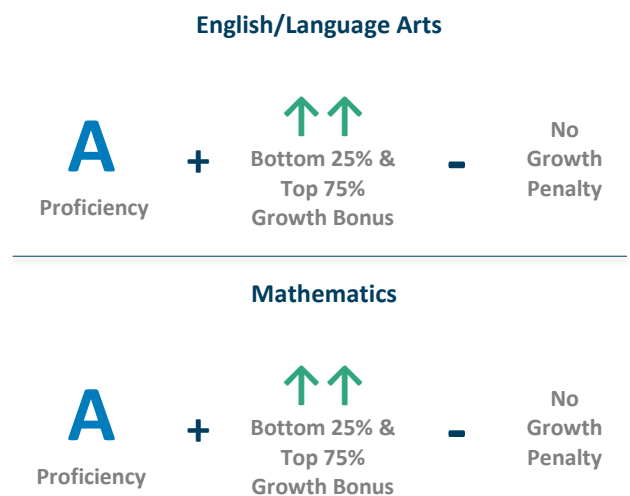 English/Language Arts
A
Proficiency
+
Bottom 25% &
Top 75%
Growth Bonus
-
No
Growth
Penalty
Mathematics
A
Proficiency
+
Bottom 25% &
Top 75%
Growth Bonus
-
No
Growth
Penalty